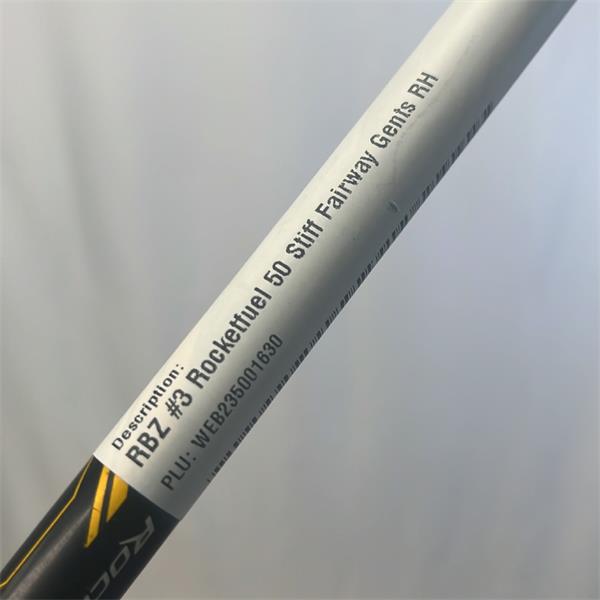 Description:
RBZ #3 Rocketfuel 50 Stiff Fairway Gents RH
PLU: WEB235001630